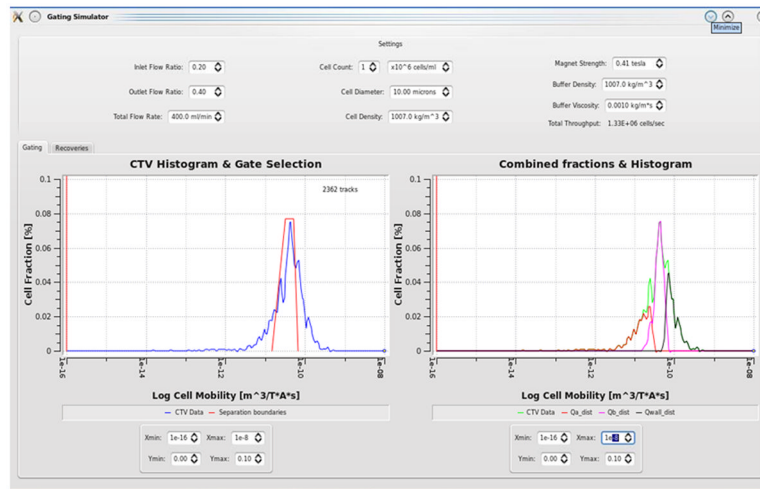 Gating Simulator
Minimize
Settings
Inlet Flow Ratio: 0.20
Cell Count: 1 x10^6 cells/ml
Magnet Strength: 0.41 tesla
Outlet Flow Ratio: 0.40
Cell Diameter: 10.00 microns
Buffer Density: 1007.0 kg/m^3
Total Flow Rate: 400.0 ml/min
Cell Density: 1007.0 kg/m^3
Buffer Viscosity: 0.0010 kg/m*s
Total Throughput: 1.33E+06 cells/sec
Gating Recoveries
CTV Histogram & Gate Selection
2362 tracks
Cell Fraction [%]
0.1
0.08
0.06
0.04
0.02
0
1e-16 1e-14 1e-12 1e-10 1e-08
Log Cell Mobility [m^3/T*A*s]
CTV Data Separation boundaries
Xmin: 1e-16 Xmax: 1e-8
Ymin: 0.00 Ymax: 0.10
Combined fractions & Histogram
Cell Fraction [%]
0.1
0.08
0.06
0.04
0.02
0
1e-16 1e-14 1e-12 1e-10 1e-08
Log Cell Mobility [m^3/T*A*s]
CTV Data Qa_dist Qb_dist Qwall_dist
Xmin: 1e-16 Xmax: 1e-8
Ymin: 0.00 Ymax: 0.10